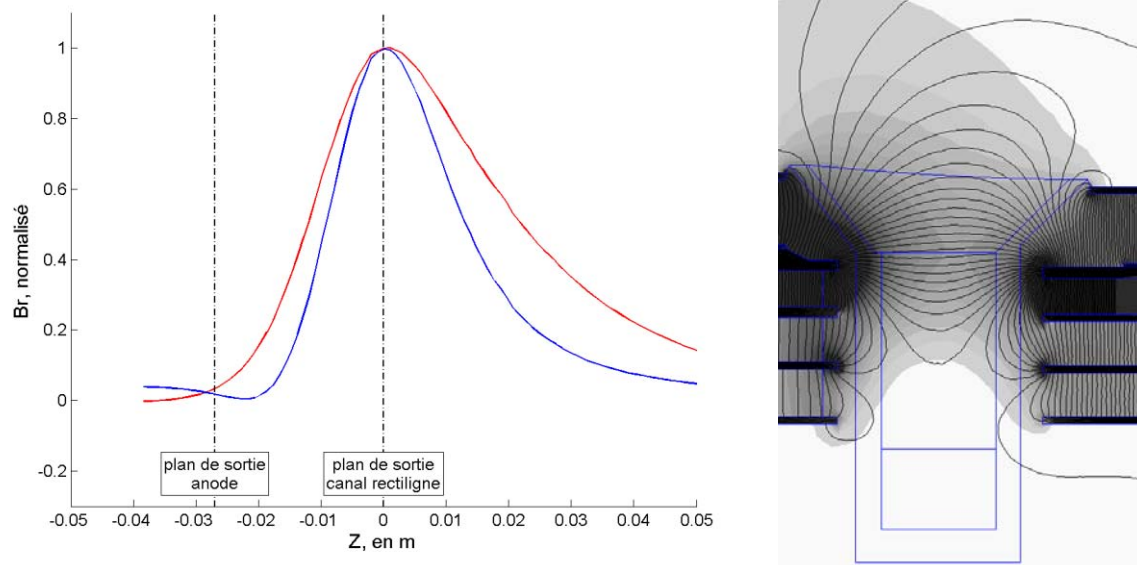 Br, normalisé
1
0.8
0.6
0.4
0.2
0
-0.2
plan de sortie
anode
plan de sortie
canal rectiligne
-0.05 -0.04 -0.03 -0.02 -0.01 0 0.01 0.02 0.03 0.04 0.05
Z, en m